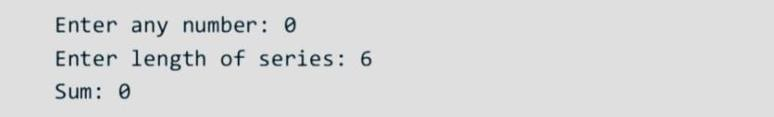 Enter any number: 0
Enter length of series: 6
Sum: 0